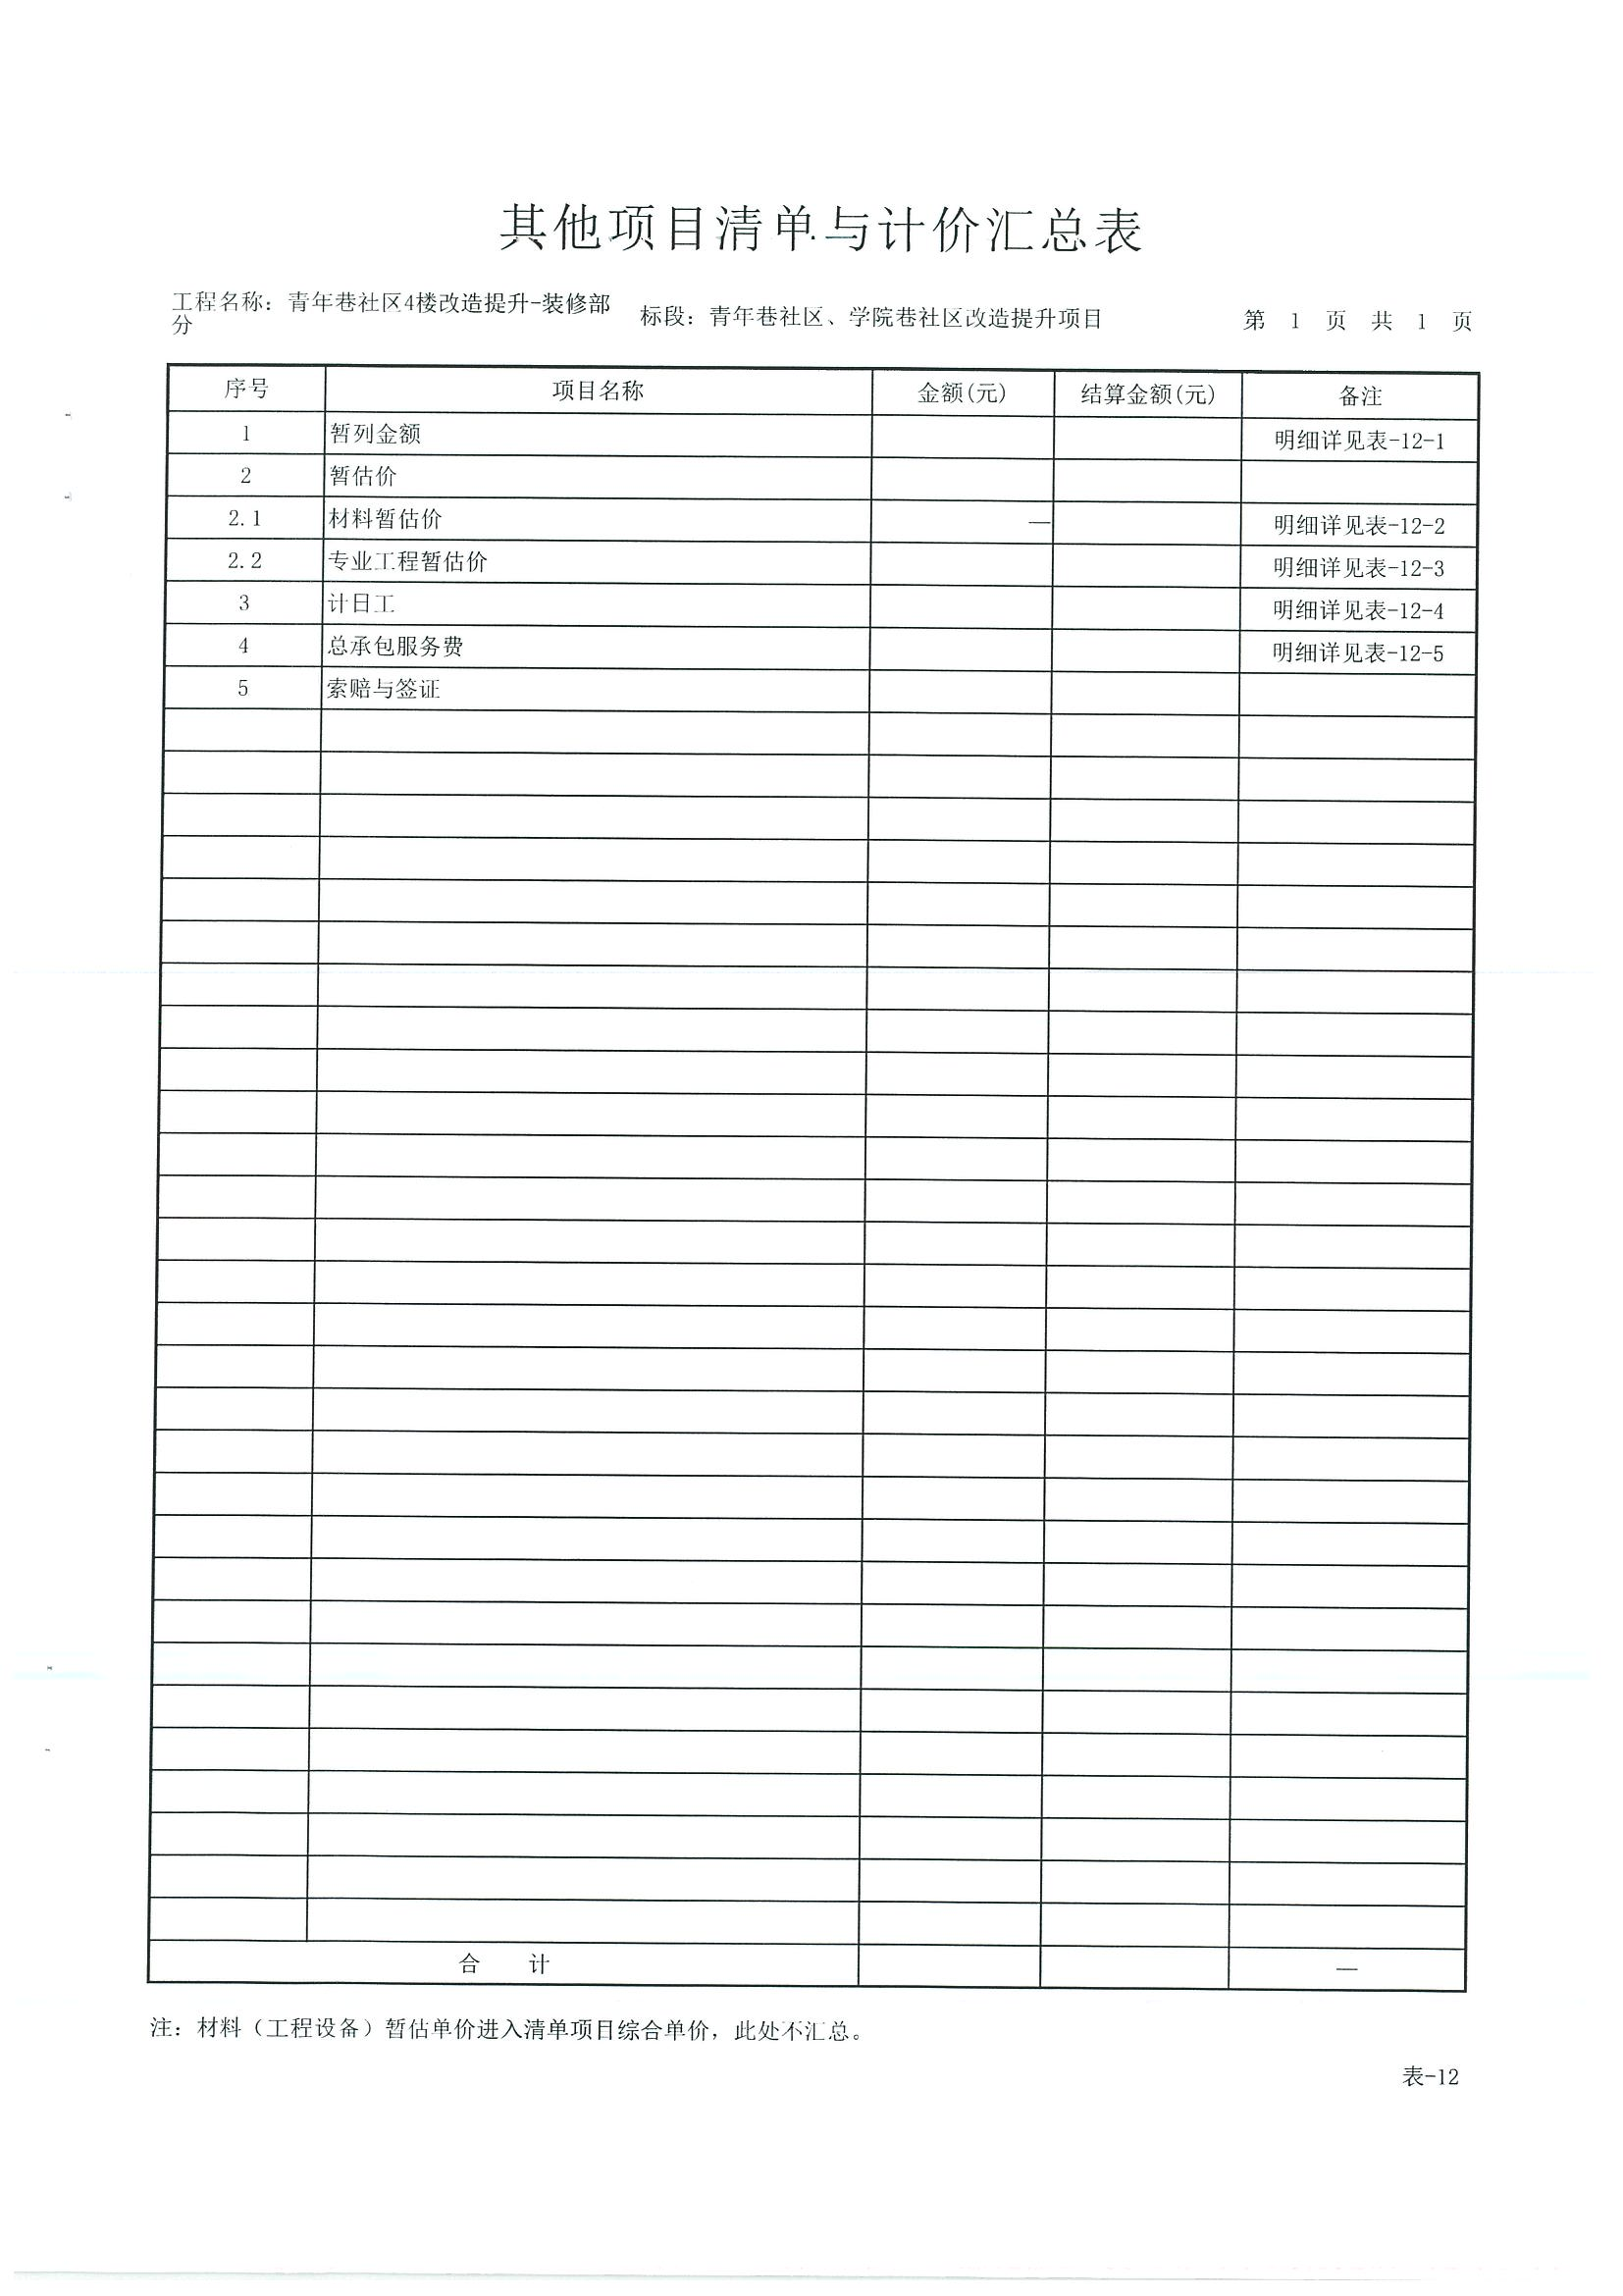 其他项目清单与计价汇总表
工程名称：青年巷社区4楼改造提升-装修部
分
标段：青年巷社区、学院巷社区改造提升项目
第 1 页 共 1 页
序号 项目名称 金额(元) 结算金额(元) 备注
1 暂列金额 明细详见表-12-1
2 暂估价
2.1 材料暂估价 — 明细详见表-12-2
2.2 专业工程暂估价 明细详见表-12-3
3 计日工 明细详见表-12-4
4 总承包服务费 明细详见表-12-5
5 索赔与签证
合 计 —
注：材料（工程设备）暂估单价进入清单项目综合单价，此处不汇总。
表-12